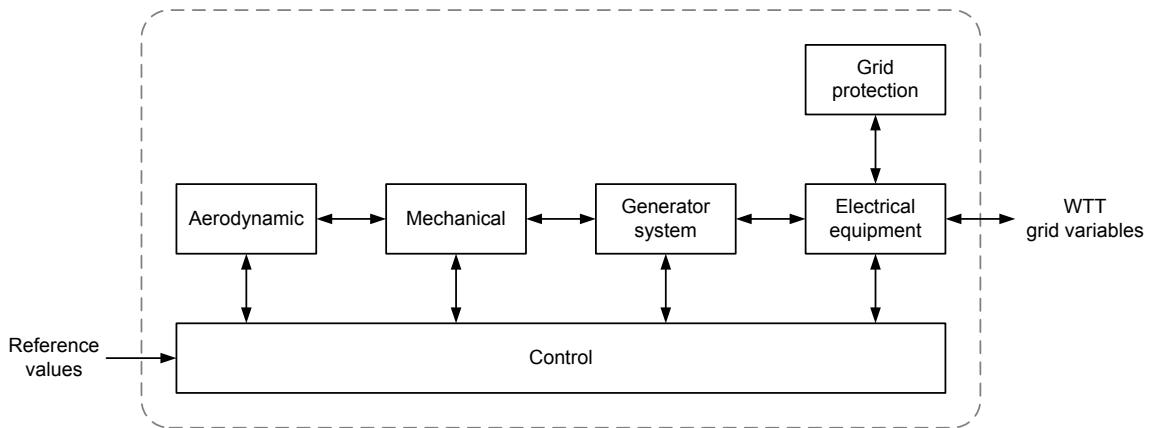 Grid
protection
Aerodynamic
Mechanical
Generator
system
Electrical
equipment
WTT
grid variables
Reference
values
Control